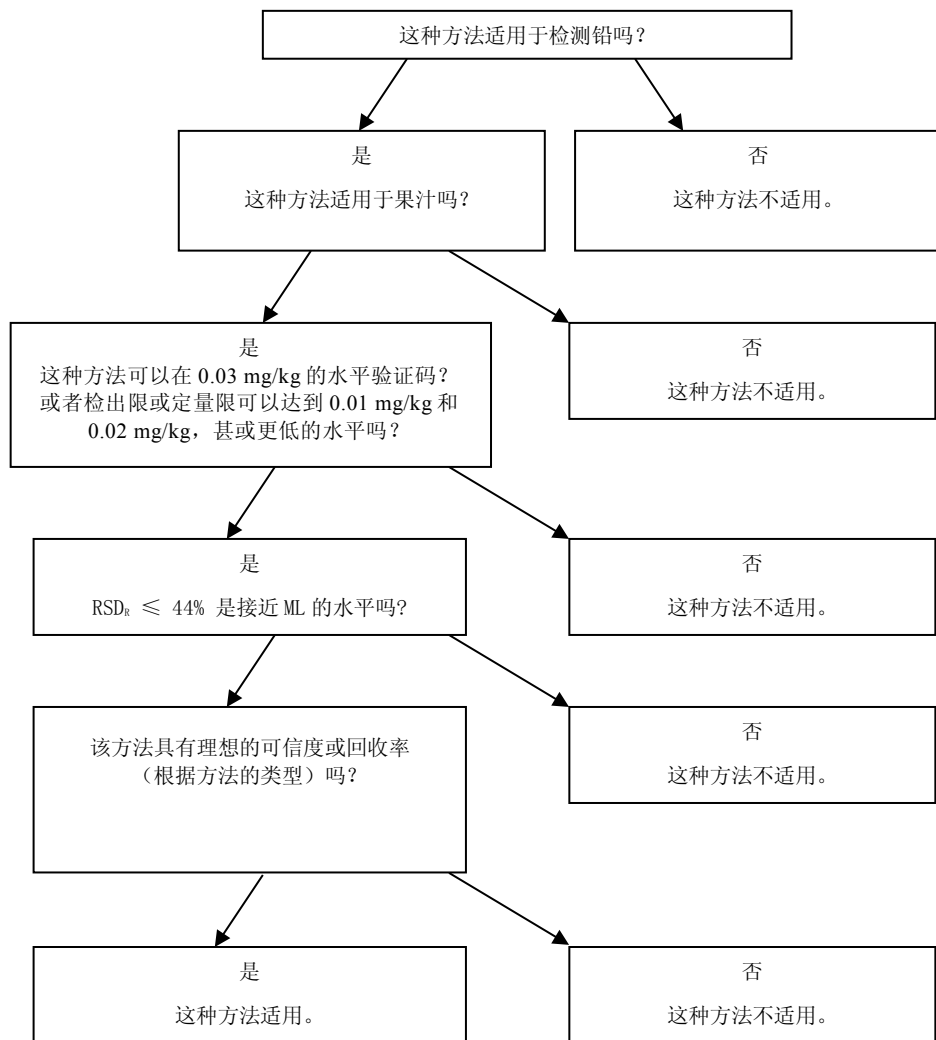 这种方法适用于检测铅吗？
是
这种方法适用于果汁吗？
否
这种方法不适用。
是
这种方法可以在 0.03 mg/kg 的水平验证码？
或者检出限或定量限可以达到 0.01 mg/kg 和
0.02 mg/kg，甚或更低的水平吗？
否
这种方法不适用。
是
RSDR ≤ 44% 是接近 ML 的水平吗?
否
这种方法不适用。
该方法具有理想的可信度或回收率
（根据方法的类型）吗？
否
这种方法不适用。
是
这种方法适用。
否
这种方法不适用。